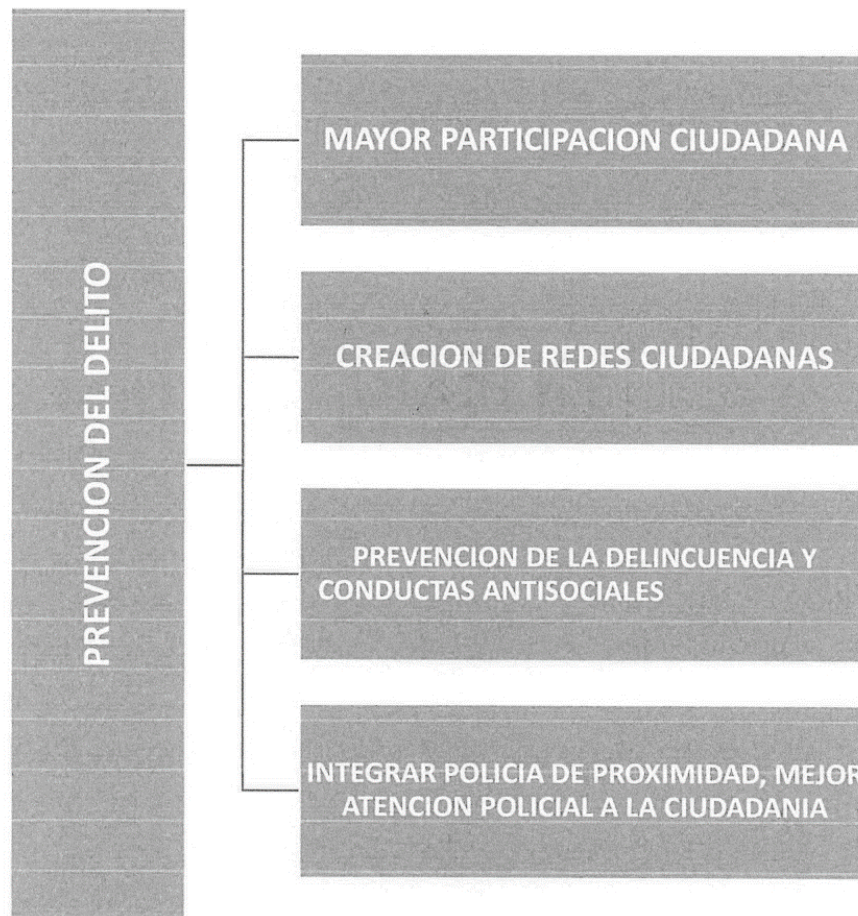 PREVENCION DEL DELITO
MAYOR PARTICIPACION CIUDADANA
CREACION DE REDES CIUDADANAS
PREVENCION DE LA DELINCUENCIA Y
CONDUCTAS ANTISOCIALES
INTEGRAR POLICIA DE PROXIMIDAD, MEJOR
ATENCION POLICIAL A LA CIUDADANIA